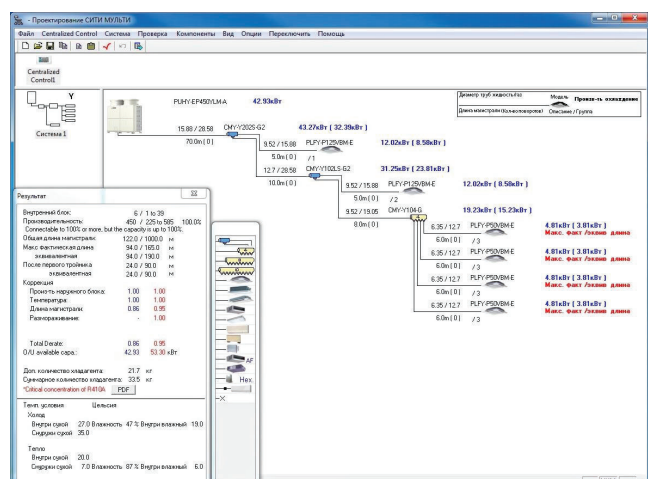 - Проектирование СИТИ МУЛЬТИ
Файл Centralized Control Система Проверка Компоненты Вид Опции Переключить Помощь
Centralized
Control1
Y
Система 1
PUHY-EP450YLM-A 42.93кВт
Диаметр труб жидкость/газ Модель Произв-ть охлаждения
Длина магистрали (Кол-во поворотов) Описание / Группа
15.88 / 28.58 CMY-Y202S-G2 43.27кВт ( 32.39кВт )
70.0m ( 0 )
9.52 / 15.88 PLFY-P125VBM-E 12.02кВт ( 8.58кВт )
5.0m ( 0 ) / 1
12.7 / 28.58 CMY-Y102LS-G2 31.25кВт ( 23.81кВт )
10.0m ( 0 )
9.52 / 15.88 PLFY-P125VBM-E 12.02кВт ( 8.58кВт )
5.0m ( 0 ) / 2
9.52 / 19.05 CMY-Y104-G 19.23кВт ( 15.23кВт )
8.0m ( 0 )
6.35 / 12.7 PLFY-P50VBM-E 4.81кВт ( 3.81кВт )
Макс. факт /эквив длина
6.0m ( 0 ) / 3
6.35 / 12.7 PLFY-P50VBM-E 4.81кВт ( 3.81кВт )
Макс. факт /эквив длина
6.0m ( 0 ) / 3
6.35 / 12.7 PLFY-P50VBM-E 4.81кВт ( 3.81кВт )
Макс. факт /эквив длина
6.0m ( 0 ) / 3
6.35 / 12.7 PLFY-P50VBM-E 4.81кВт ( 3.81кВт )
Макс. факт /эквив длина
6.0m ( 0 ) / 3
Результат
Внутренний блок: 6 / 1 to 39
Производительность: 450 / 225 to 585 100.0%
Connectable to 100% or more, but the capacity is up to 100%.
Общая длина магистрали: 122.0 / 1000.0 м
Макс Фактическая длина 94.0 / 165.0 м
эквивалентная 94.0 / 190.0 м
После первого тройника 24.0 / 90.0 м
эквивалентная 24.0 / 90.0 м
Коррекция
Произ-ть наружного блока: 1.00 1.00
Температура: 1.00 1.00
Длина магистрали: 0.86 0.95
Размораживание: - 1.00
Total Derate: 0.86 0.95
O/U available capa.: 42.93 53.30 кВт
Доп. количество хладагента: 21.7 кг
Суммарное количество хладагента: 33.5 кг
*Critical concentration of R410A PDF
Темп. условия Цельсия
Холод
Внутри сухой 27.0 Влажность 47 % Внутри влажный 19.0
Снаружи сухой 35.0
Тепло
Внутри сухой 20.0
Снаружи сухой 7.0 Влажность 87 % Внутри влажный 6.0
AF
Hex.